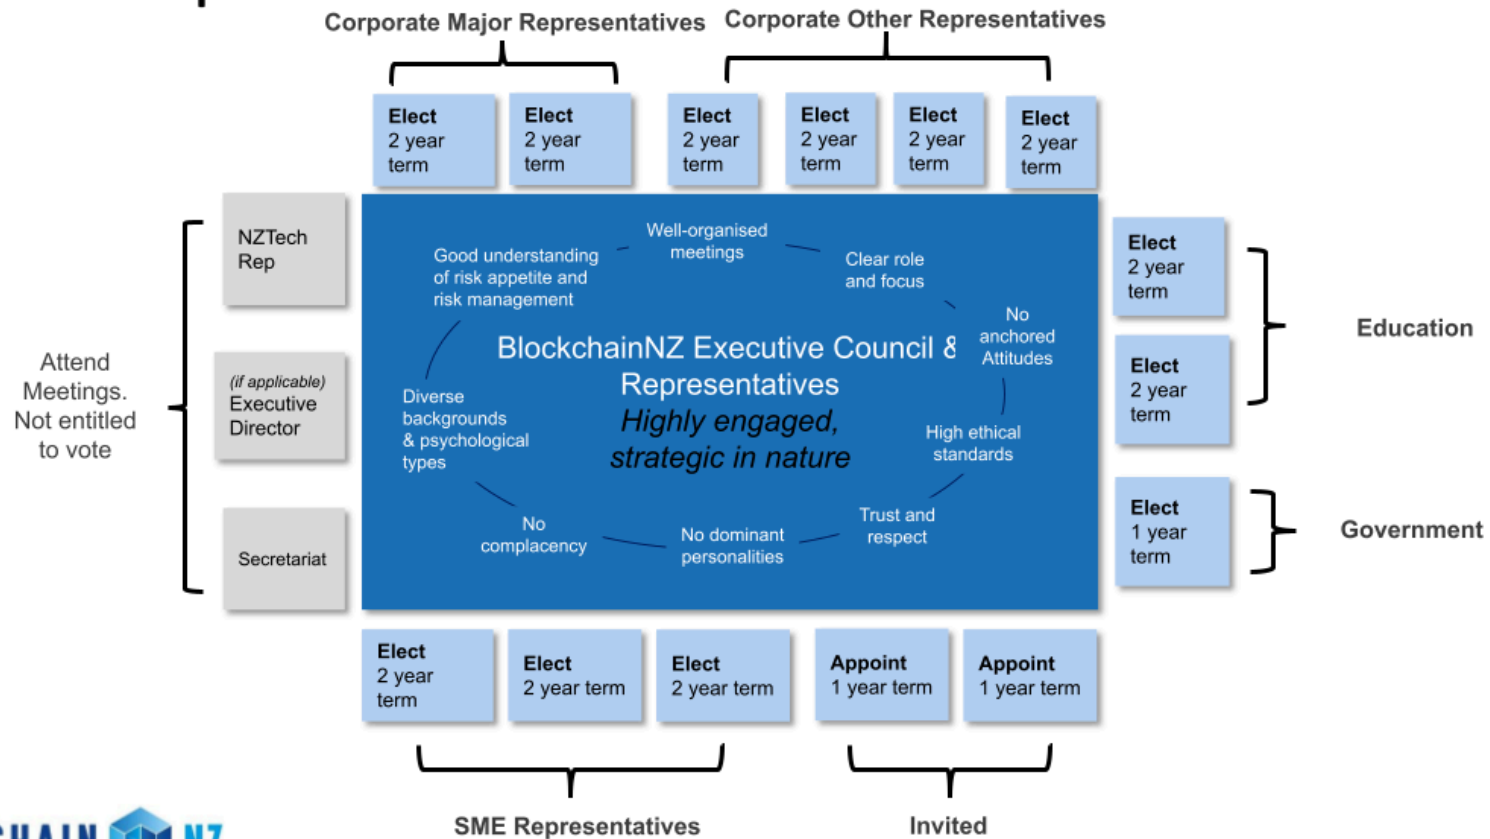 Corporate Major Representatives
Corporate Other Representatives
Elect
2 year
term
Elect
2 year
term
Elect
2 year
term
Elect
2 year
term
Elect
2 year
term
Elect
2 year
term
Attend
Meetings.
Not entitled
to vote
NZTech
Rep
(if applicable)
Executive
Director
Secretariat
Well-organised
meetings
Good understanding
of risk appetite and
risk management
Clear role
and focus
No
anchored
Attitudes
BlockchainNZ Executive Council &
Representatives
Highly engaged,
strategic in nature
Diverse
backgrounds
& psychological
types
High ethical
standards
Trust and
respect
No
complacency
No dominant
personalities
Elect
2 year
term
Elect
2 year
term
Education
Elect
1 year
term
Government
Elect
2 year
term
Elect
2 year term
Elect
2 year term
Appoint
1 year term
Appoint
1 year term
SME Representatives
Invited
CHAIN NZ